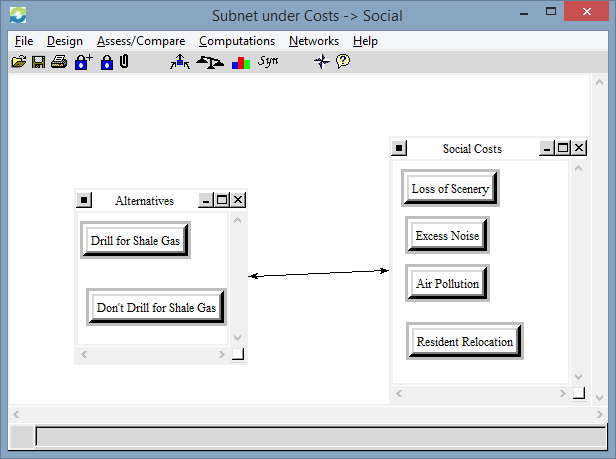 Subnet under Costs -> Social
File Design Assess/Compare Computations Networks Help
Syn
Social Costs
Loss of Scenery
Alternatives
Drill for Shale Gas
Excess Noise
Air Pollution
Don't Drill for Shale Gas
Resident Relocation